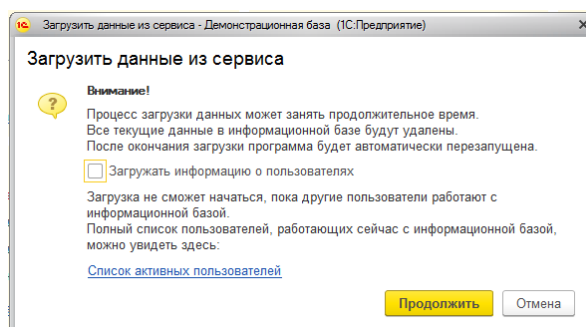 1С Загрузить данные из сервиса - Демонстрационная база (1С:Предприятие)
Загрузить данные из сервиса
Внимание!
Процесс загрузки данных может занять продолжительное время.
Все текущие данные в информационной базе будут удалены.
После окончания загрузки программа будет автоматически перезапущена.
Загружать информацию о пользователях
Загрузка не сможет начаться, пока другие пользователи работают с
информационной базой.
Полный список пользователей, работающих сейчас с информационной базой,
можно увидеть здесь:
Список активных пользователей
Продолжить Отмена